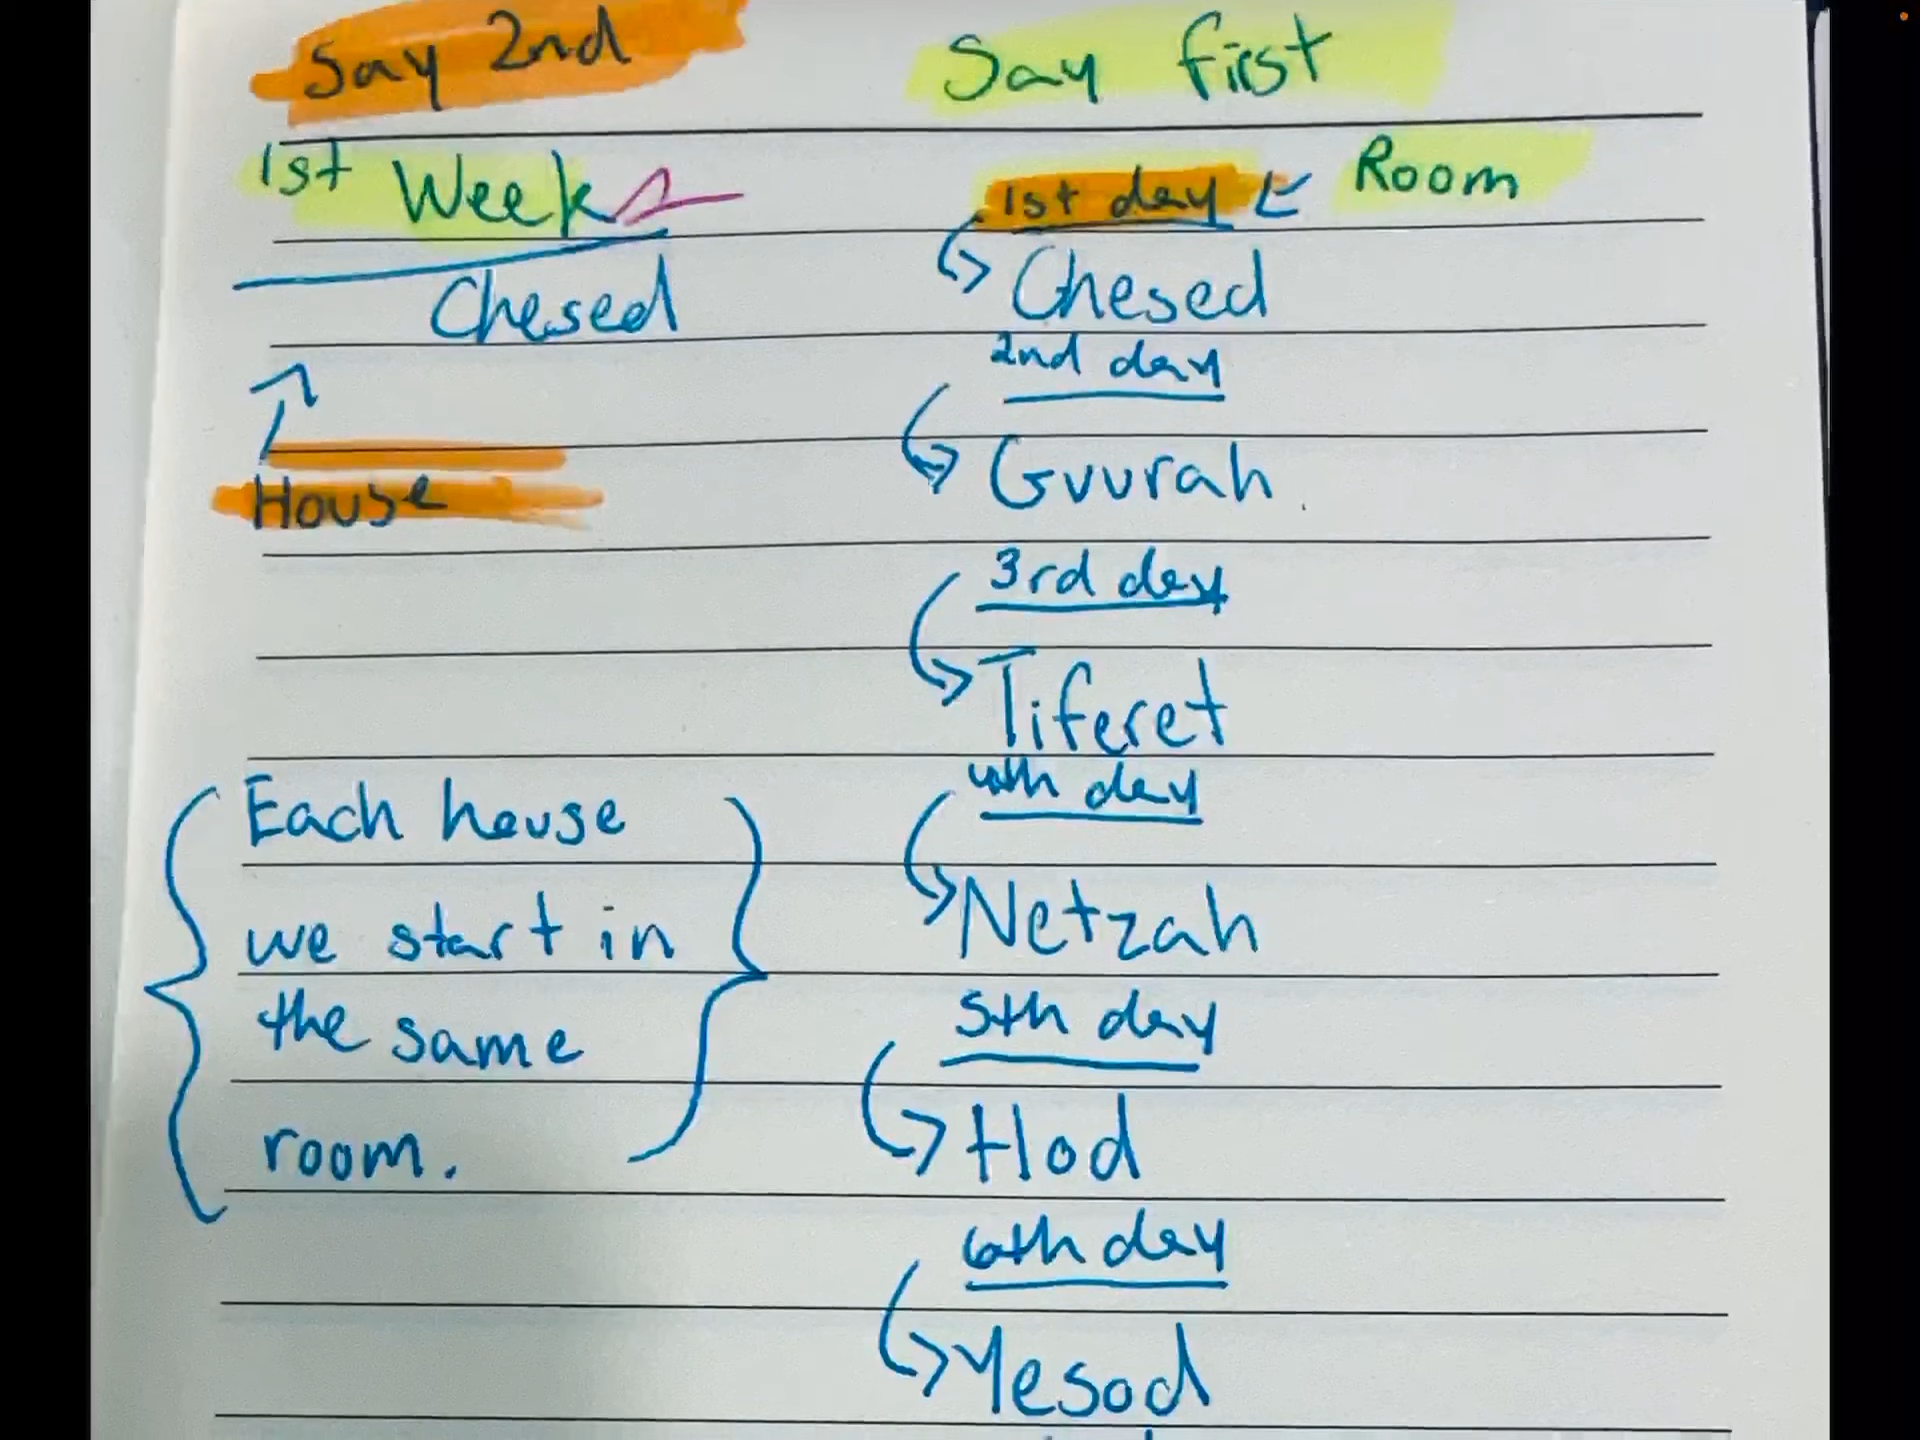 Say 2nd
Say first
1st Week
1st day
Room
Chesed
Chesed
2nd day
House
Gvurah
3rd day
Tiferet
4th day
Each house
we start in
the same
room.
Netzah
5th day
Hod
6th day
Yesod